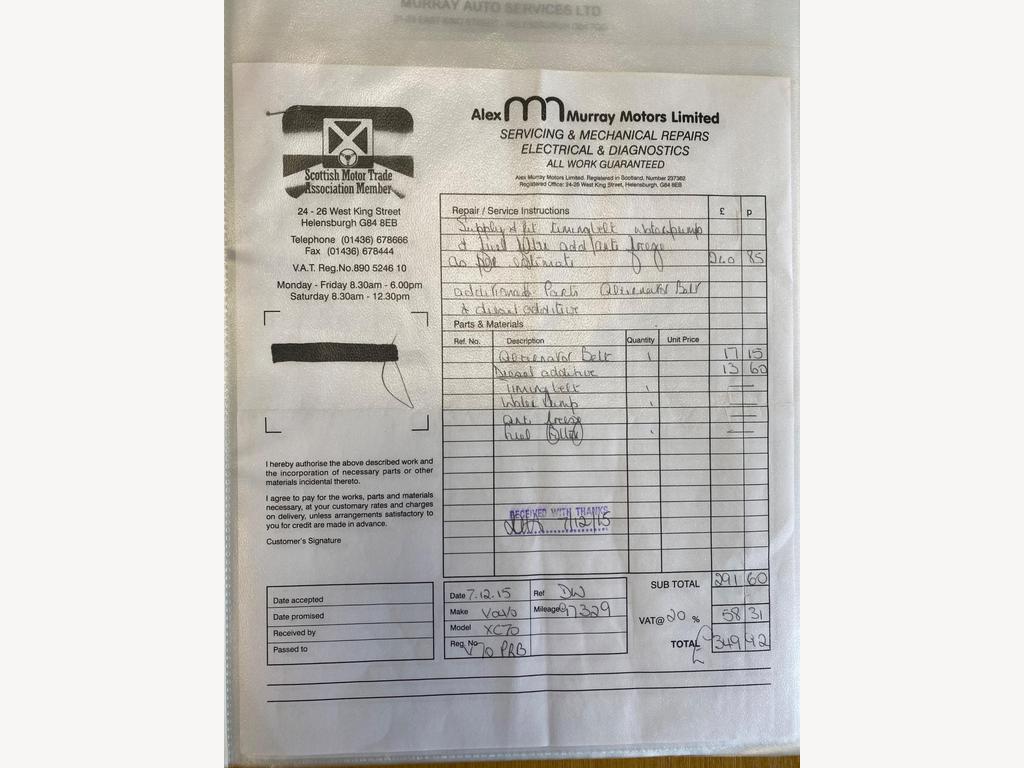 MURRAY AUTO SERVICES LTD
Alex Murray Motors Limited
SERVICING & MECHANICAL REPAIRS
ELECTRICAL & DIAGNOSTICS
ALL WORK GUARANTEED
Alex Murray Motors Limited. Registered in Scotland, Number 237362
Registered Office: 24-26 West King Street, Helensburgh, G84 8EB
Scottish Motor Trade
Association Member
24 - 26 West King Street
Helensburgh G84 8EB
Telephone (01436) 678666
Fax (01436) 678444
V.A.T. Reg.No.890 5246 10
Monday - Friday 8.30am - 6.00pm
Saturday 8.30am - 12.30pm
I hereby authorise the above described work and
the incorporation of necessary parts or other
materials incidental thereto.
I agree to pay for the works, parts and materials
necessary, at your customary rates and charges
on delivery, unless arrangements satisfactory to
you for credit are made in advance.
Customer's Signature
Date accepted
Date promised
Received by
Passed to
Repair / Service Instructions £ p
Supply & fit timing belt waterpump
& fuel filter add anti freeze
as per estimate 85
additional Parts Alternator Belt
& diesel additive
Parts & Materials
Ref. No. Description Quantity Unit Price
Alternator Belt 1 17 15
Diesel additive 13 60
Timing belt 1
Water Pump 1
anti freeze
fuel filter
RECEIVED WITH THANKS
7/12/15
SUB TOTAL 291 60
VAT@ 20 % 58 31
TOTAL £ 349 92
Date 7.12.15 Ref DW
Make Volvo Mileage 97329
Model XC70
Reg. No. V70 PRB